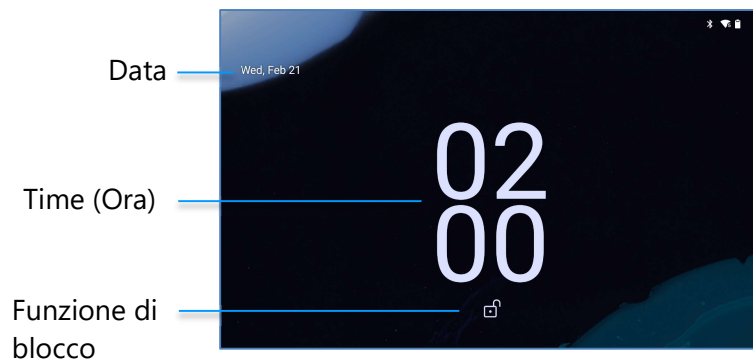 Data
Wed, Feb 21
Time (Ora)
02
00
Funzione di
blocco